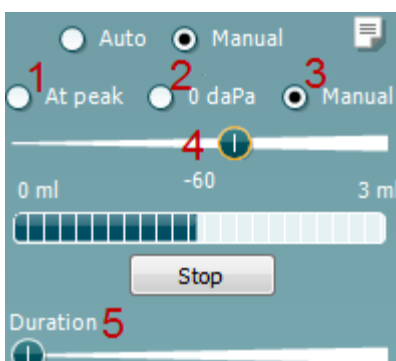 Auto Manual
1 At peak 2 0 daPa 3 Manual
4
-60
0 ml 3 ml
Stop
Duration 5